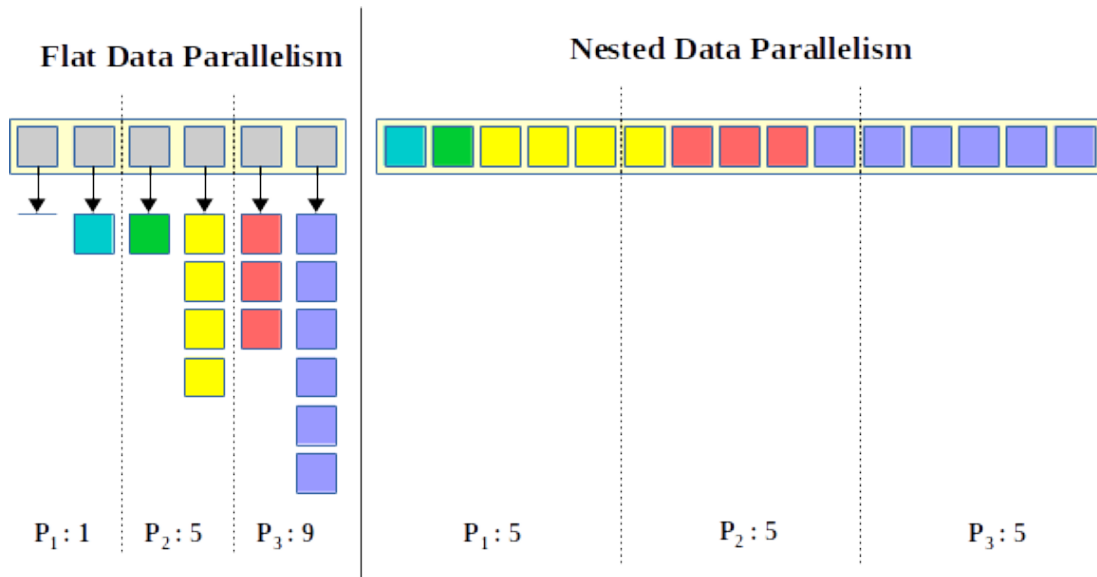 Flat Data Parallelism
P1 : 1 P2 : 5 P3 : 9
Nested Data Parallelism
P1 : 5 P2 : 5 P3 : 5